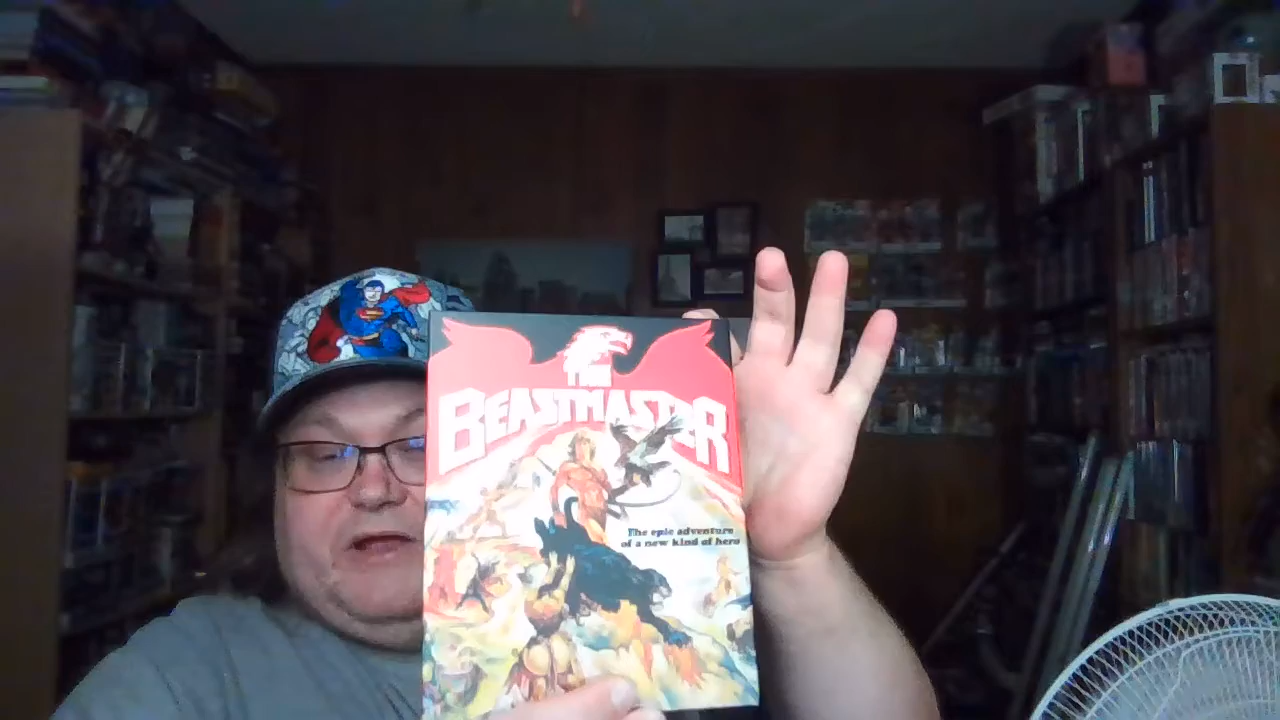 THE
BEASTMASTER
The epic adventure
of a new kind of hero